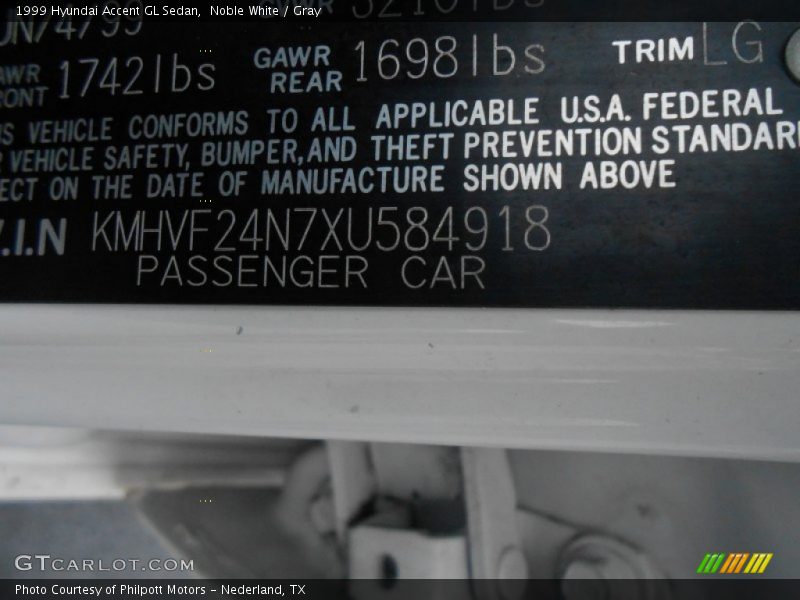 1999 Hyundai Accent GL Sedan, Noble White / Gray
GAWR REAR 1698lbs TRIM LG
1742lbs
VEHICLE CONFORMS TO ALL APPLICABLE U.S.A. FEDERAL
VEHICLE SAFETY, BUMPER, AND THEFT PREVENTION STANDAR
ON THE DATE OF MANUFACTURE SHOWN ABOVE
V.I.N KMHVF24N7XU584918
PASSENGER CAR
GTCARLOT.COM
Photo Courtesy of Philpott Motors - Nederland, TX